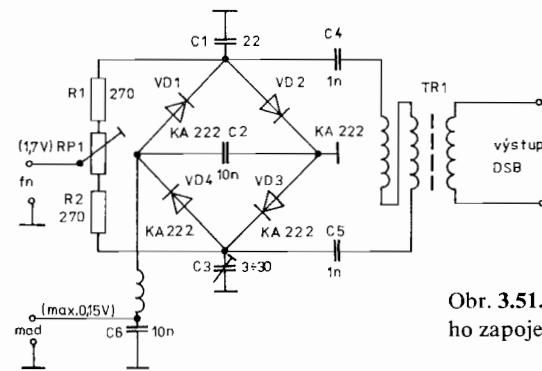 C1 22
C4
1n
R1 270
VD1
VD2
TR1
KA 222
C2
KA 222
(1,7V) RP1
10n
fn
VD4
VD3
výstup
DSB
R2
270
KA 222
KA 222
C5
1n
C3 3÷30
(max.0,15V)
mod
C6 10n
Obr. 3.51.
ho zapoje